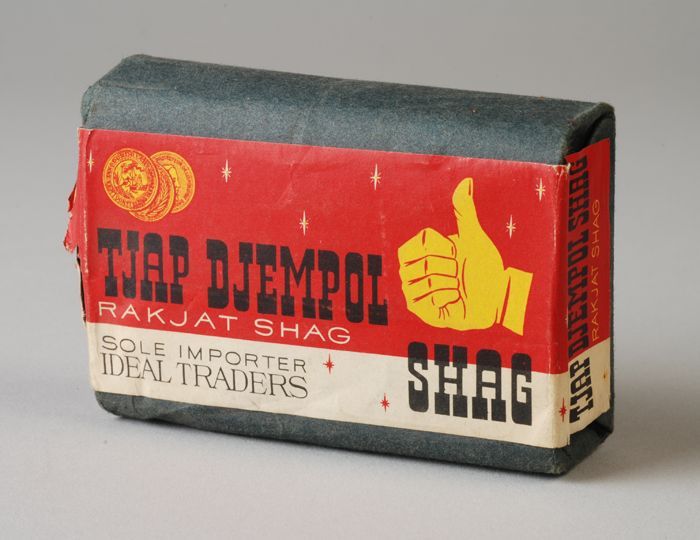 TJAP DJEMPOL
RAKJAT SHAG
SOLE IMPORTER
IDEAL TRADERS
SHAG
TJAP DJEMPOL SHAG
RAKJAT SHAG